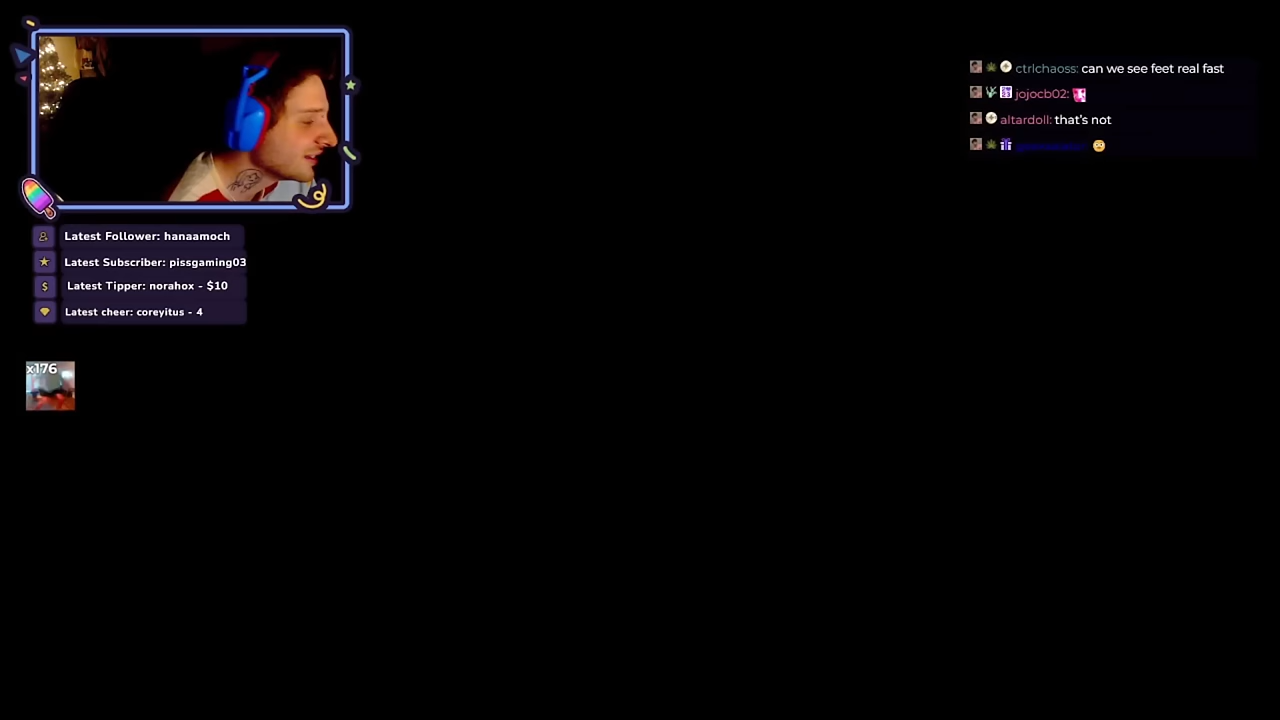 ctrlchaoss: can we see feet real fast
jojocb02:
altardoll: that's not
Latest Follower: hanaamoch
Latest Subscriber: pissgaming03
Latest Tipper: norahox - $10
Latest cheer: coreyitus - 4
x176